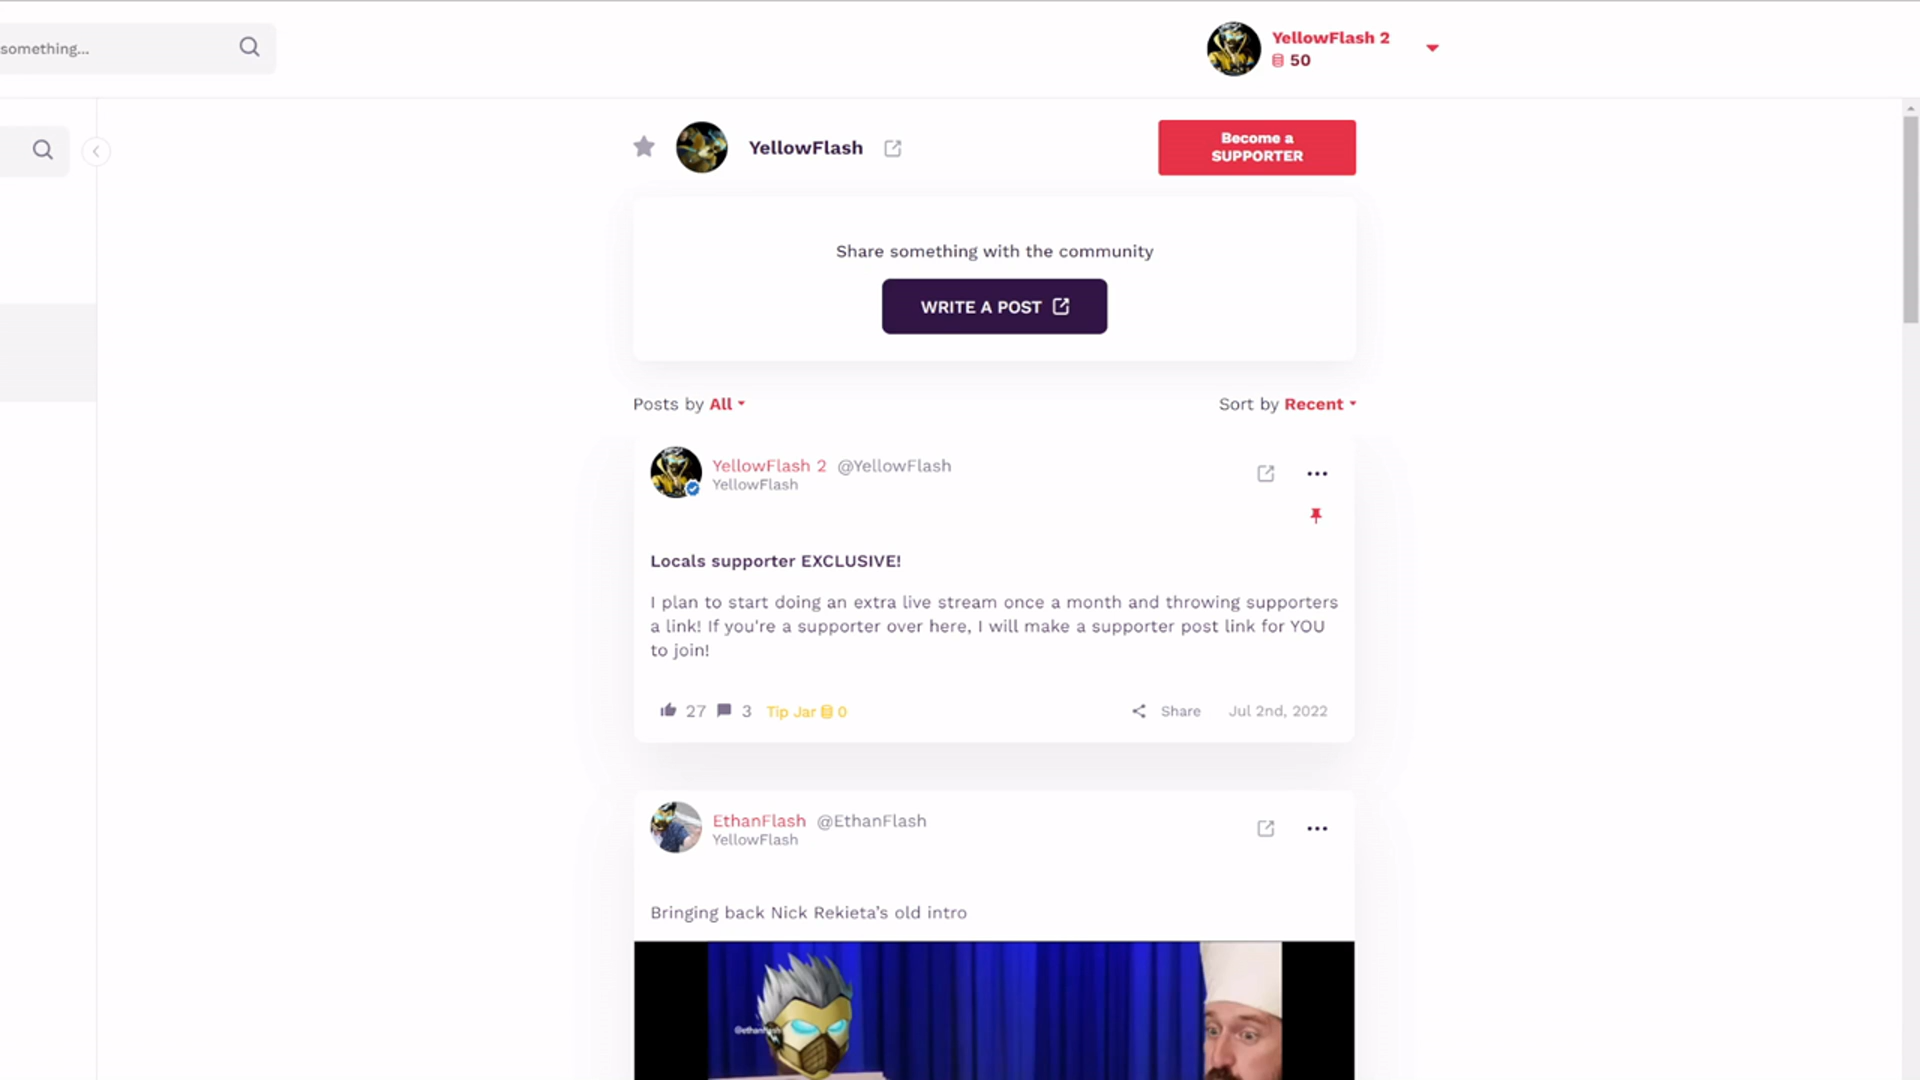 something...
YellowFlash 2
50
YellowFlash
Become a
SUPPORTER
Share something with the community
WRITE A POST
Posts by All
Sort by Recent
YellowFlash 2 @YellowFlash
YellowFlash
Locals supporter EXCLUSIVE!
I plan to start doing an extra live stream once a month and throwing supporters
a link! If you're a supporter over here, I will make a supporter post link for YOU
to join!
27 3 Tip Jar 0 Share Jul 2nd, 2022
EthanFlash @EthanFlash
YellowFlash
Bringing back Nick Rekieta's old intro
@ethanflash